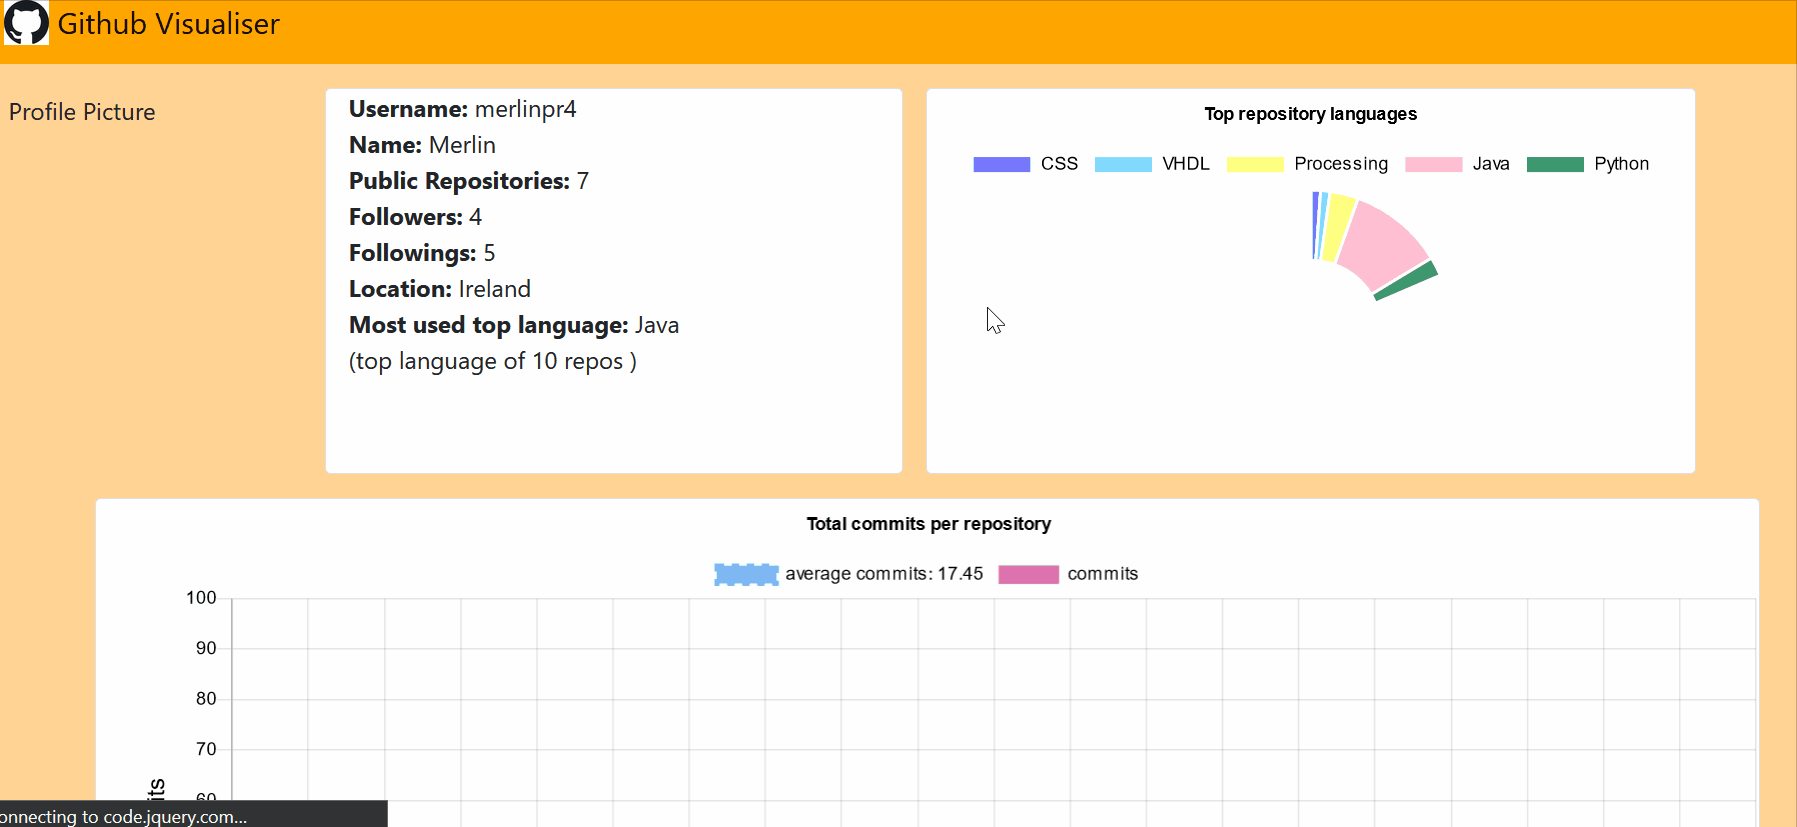 Github Visualiser
Profile Picture
Username: merlinpr4
Name: Merlin
Public Repositories: 7
Followers: 4
Followings: 5
Location: Ireland
Most used top language: Java
(top language of 10 repos )
Top repository languages
CSS VHDL Processing Java Python
Total commits per repository
average commits: 17.45 commits
100
90
80
70
60
its
onnecting to code.jquery.com...